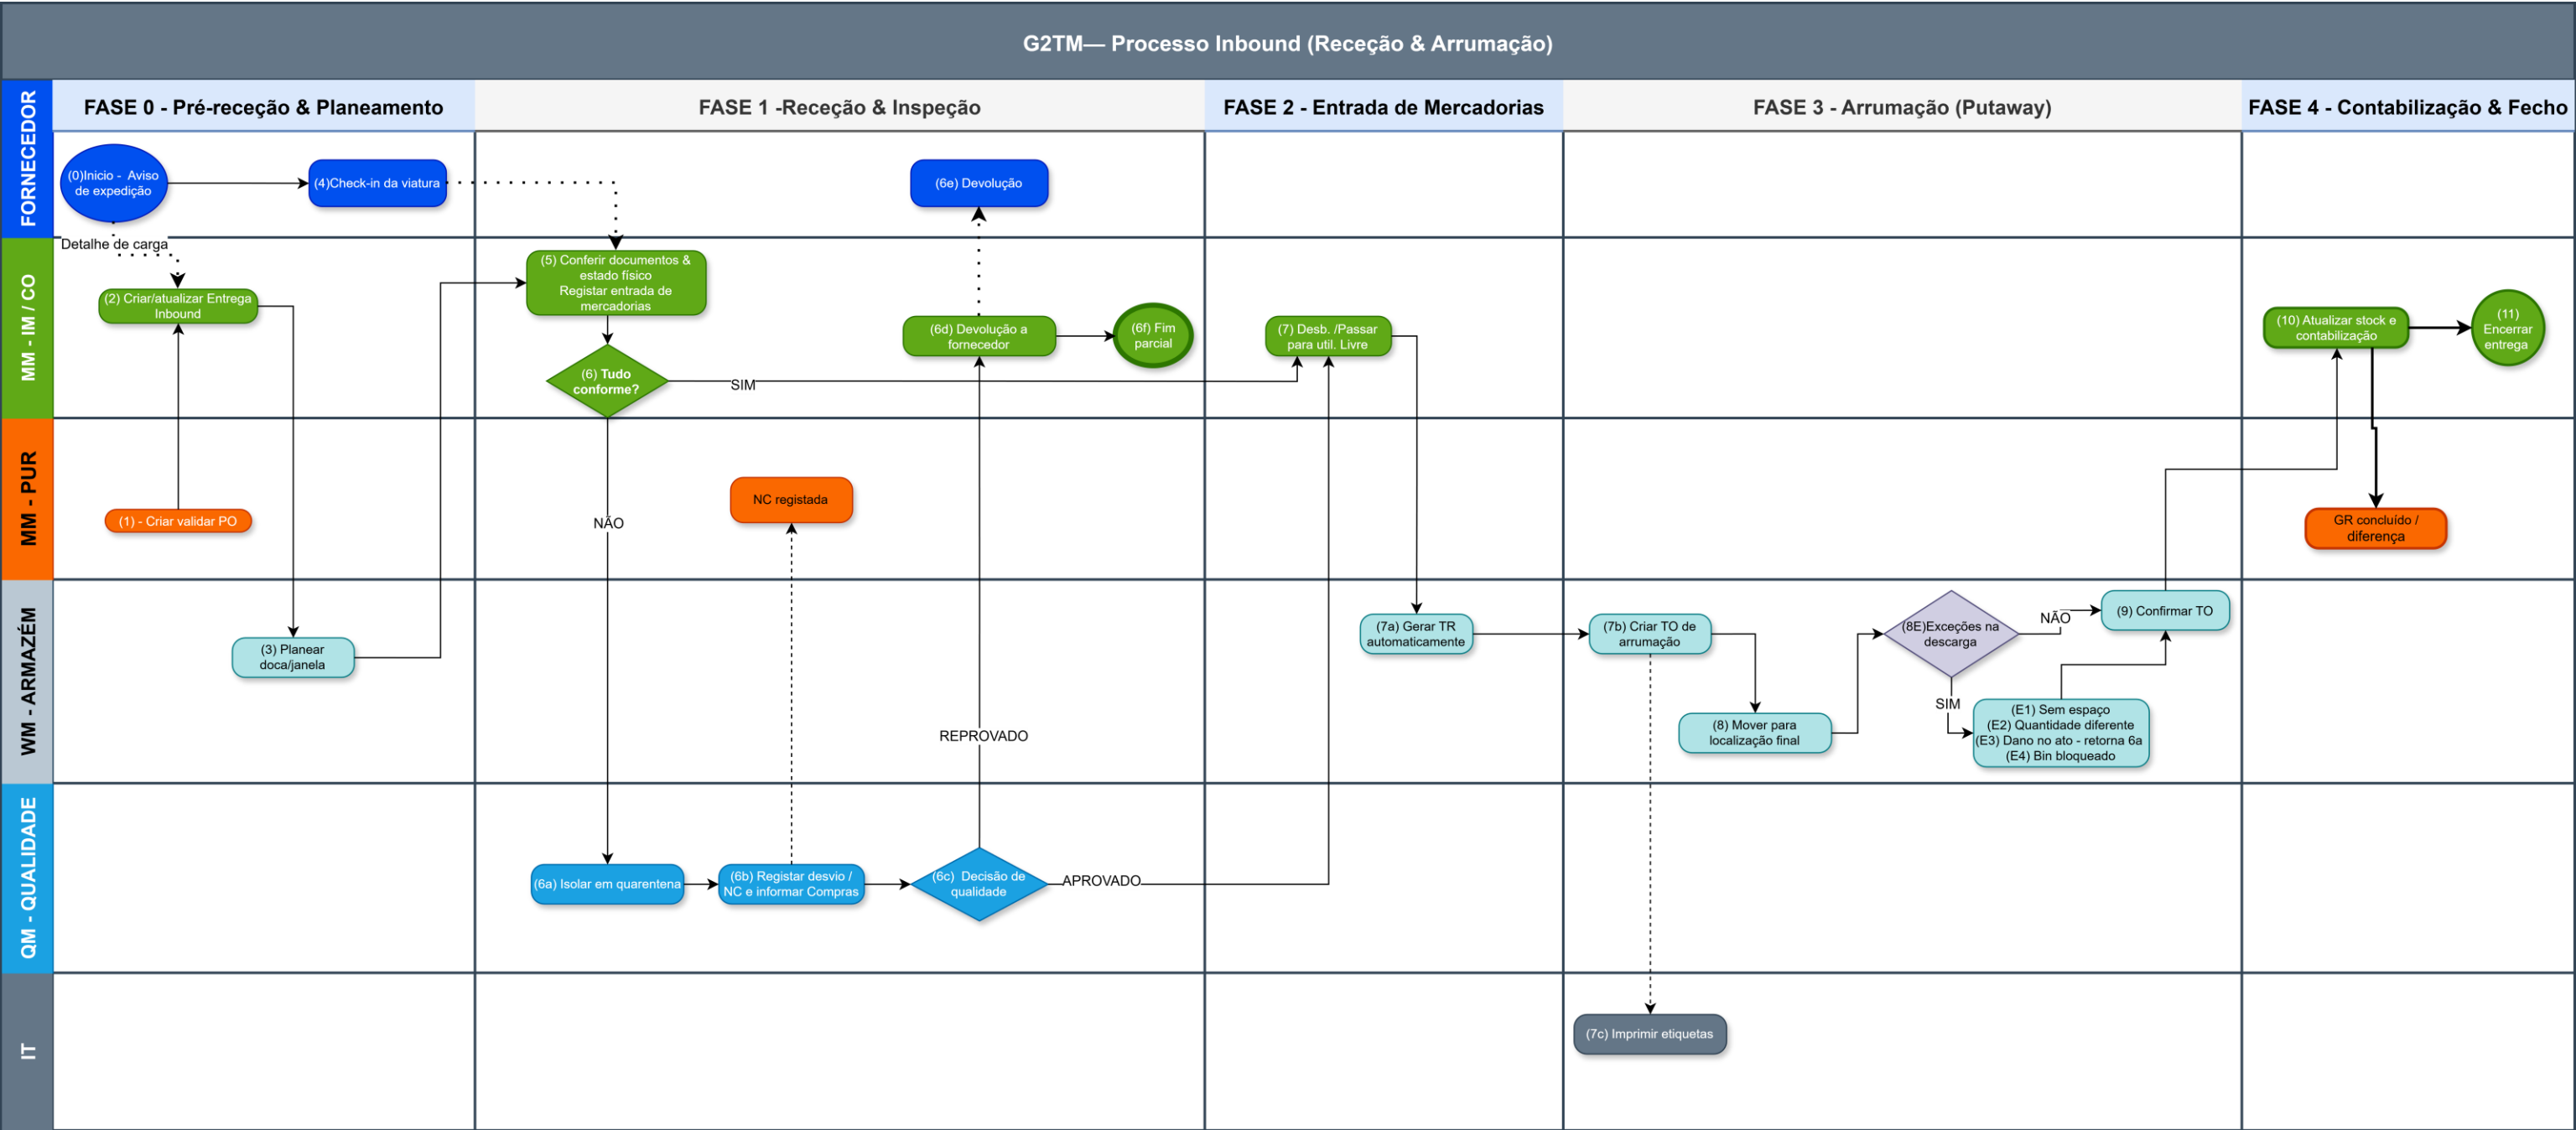 G2TM— Processo Inbound (Receção & Arrumação)
FASE 0 - Pré-receção & Planeamento
FASE 1 -Receção & Inspeção
FASE 2 - Entrada de Mercadorias
FASE 3 - Arrumação (Putaway)
FASE 4 - Contabilização & Fecho
FORNECEDOR
(0)Inicio - Aviso
de expedição
(4)Check-in da viatura
(6e) Devolução
Detalhe de carga
MM - IM / CO
(2) Criar/atualizar Entrega
Inbound
(5) Conferir documentos &
estado físico
Registar entrada de
mercadorias
(6) Tudo
conforme?
SIM
(6d) Devolução a
fornecedor
(6f) Fim
parcial
(7) Desb. /Passar
para util. Livre
(10) Atualizar stock e
contabilização
(11)
Encerrar
entrega
MM - PUR
(1) - Criar validar PO
NÃO
NC registada
GR concluído /
diferença
WM - ARMAZÉM
(3) Planear
doca/janela
REPROVADO
(7a) Gerar TR
automaticamente
(7b) Criar TO de
arrumação
(8) Mover para
localização final
(8E)Exceções na
descarga
NÃO
SIM
(9) Confirmar TO
(E1) Sem espaço
(E2) Quantidade diferente
(E3) Dano no ato - retorna 6a
(E4) Bin bloqueado
QM - QUALIDADE
(6a) Isolar em quarentena
(6b) Registar desvio /
NC e informar Compras
(6c) Decisão de
qualidade
APROVADO
IT
(7c) Imprimir etiquetas